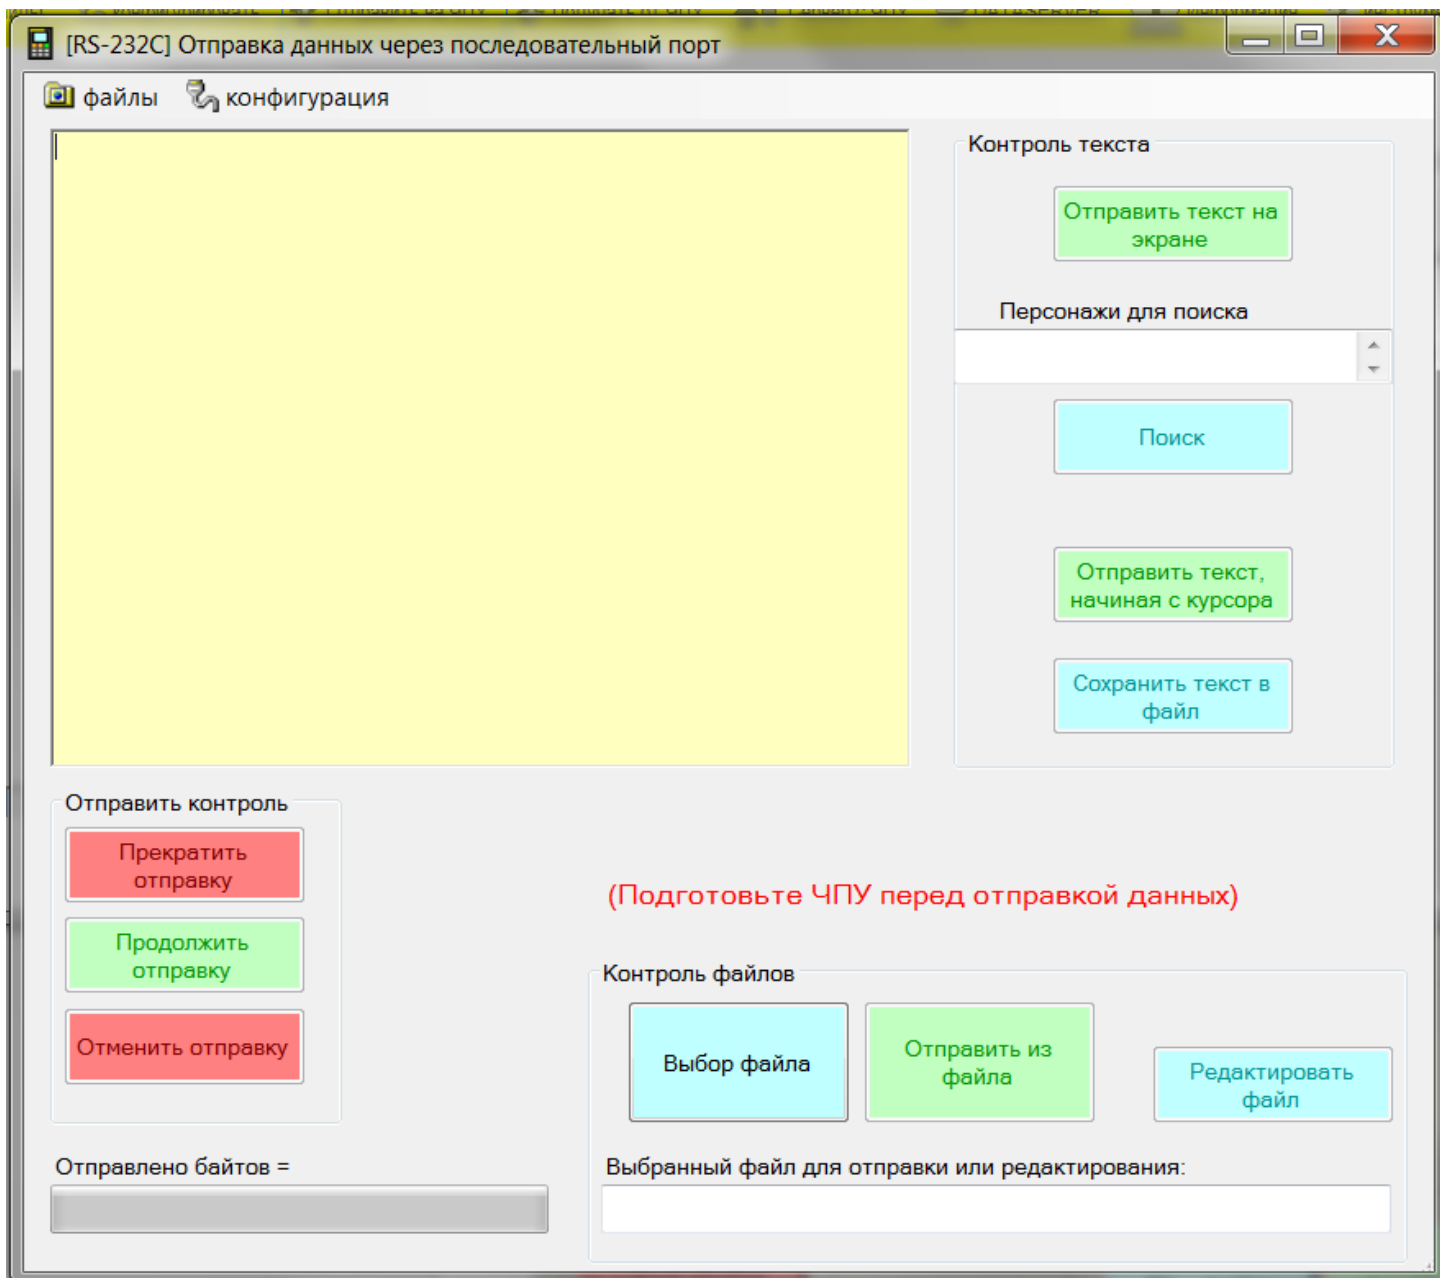 DATASERVER
[RS-232C] Отправка данных через последовательный порт
файлы конфигурация
Контроль текста
Отправить текст на
экране
Персонажи для поиска
Поиск
Отправить текст,
начиная с курсора
Сохранить текст в
файл
Отправить контроль
Прекратить
отправку
Продолжить
отправку
Отменить отправку
(Подготовьте ЧПУ перед отправкой данных)
Контроль файлов
Выбор файла
Отправить из
файла
Редактировать
файл
Отправлено байтов =
Выбранный файл для отправки или редактирования: